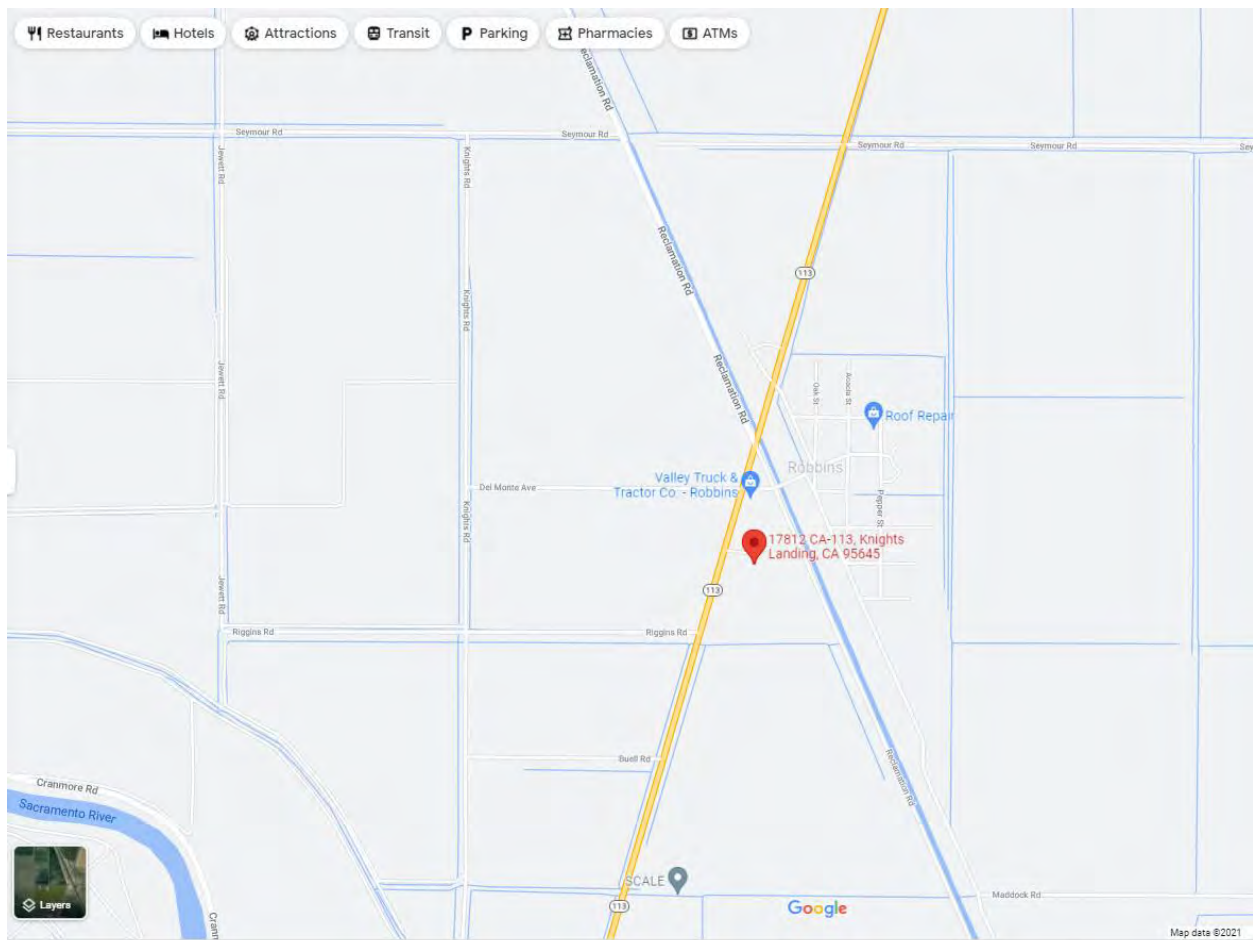 Restaurants
Hotels
Attractions
Transit
P Parking
Pharmacies
ATMs
Reclamation Rd
Seymour Rd
Seymour Rd
Seymour Rd
Seymour Rd
Jewett Rd
Knights Rd
Reclamation Rd
113
Knights Rd
Jewett Rd
Reclamation Rd
Oak St
Acacia St
Roof Repair
Robbins
Valley Truck &
Tractor Co. - Robbins
Del Monte Ave
Knights Rd
Pepper St
17812 CA-113, Knights
Landing, CA 95645
113
Jewett Rd
Riggins Rd
Riggins Rd
Buell Rd
Reclamation Rd
Cranmore Rd
Sacramento River
SCALE
Layers
113
Google
Maddock Rd
Map data ©2021